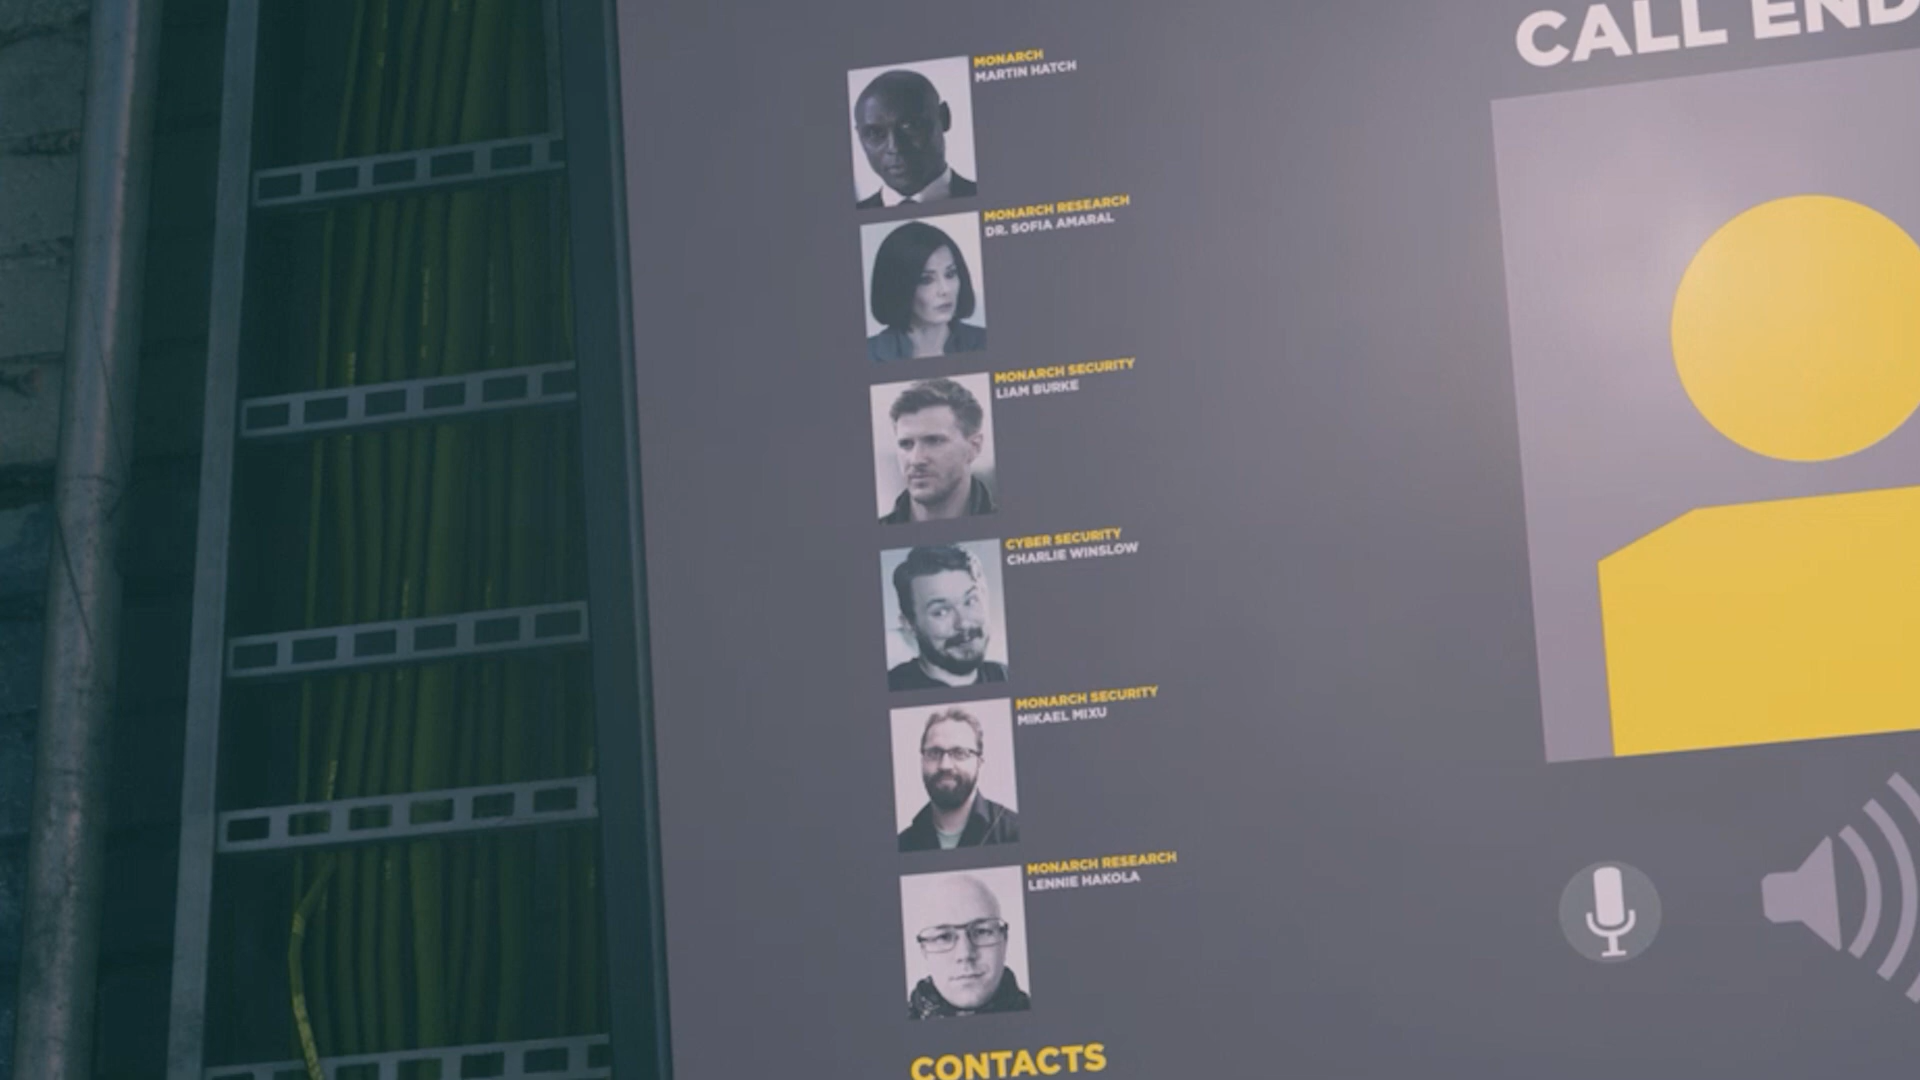 CALL END
MONARCH
MARTIN HATCH
MONARCH RESEARCH
DR. SOFIA AMARAL
MONARCH SECURITY
LIAM BURKE
CYBER SECURITY
CHARLIE WINSLOW
MONARCH SECURITY
MIKAEL MIXU
MONARCH RESEARCH
LENNIE HAKOLA
CONTACTS